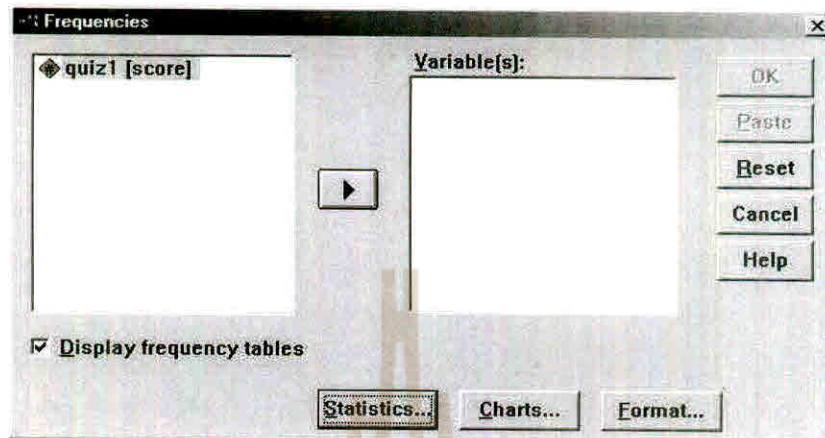 Frequencies
quiz1 [score]
Variable(s):
OK
Paste
Reset
Cancel
Help
Display frequency tables
Statistics...
Charts...
Format...